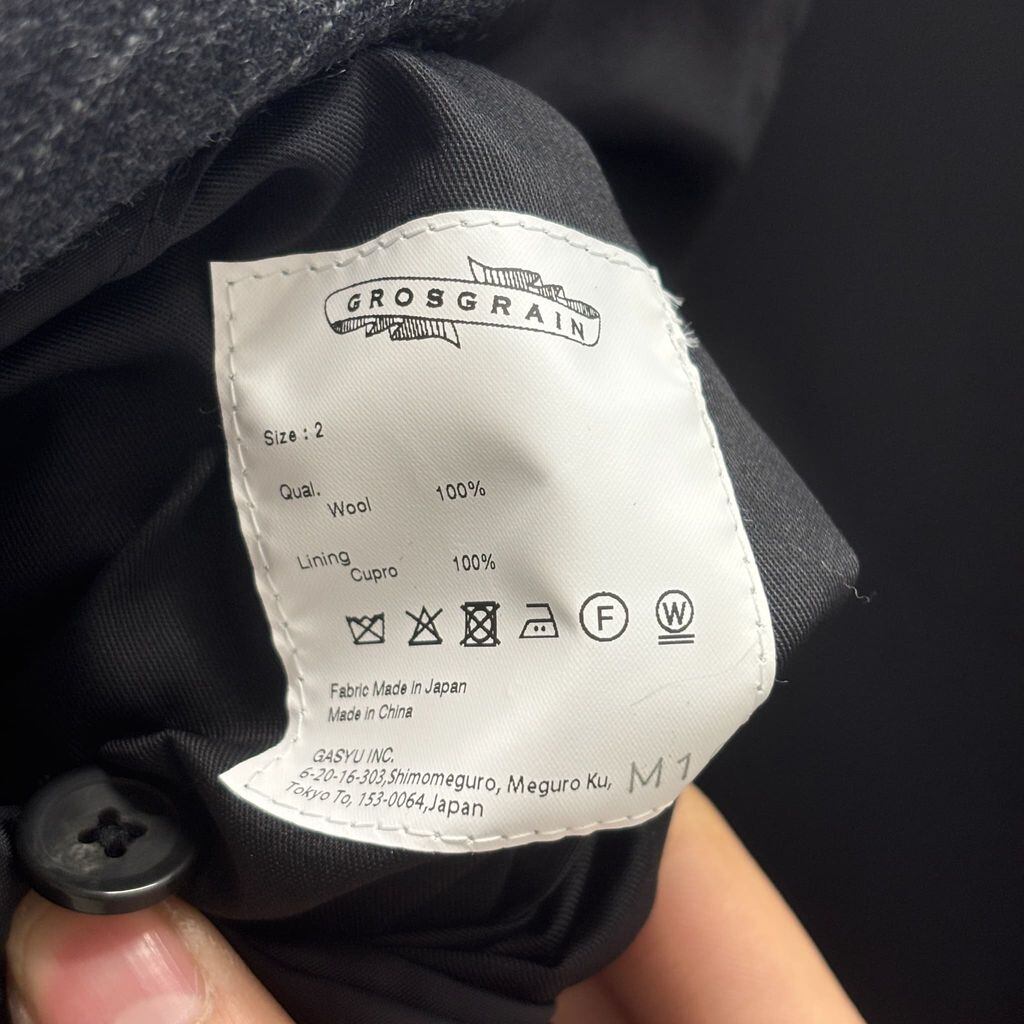 GROSGRAIN
Size : 2
Qual.
Wool 100%
Lining
Cupro 100%
F W
Fabric Made in Japan
Made in China
GASYU INC.
6-20-16-303,Shimomeguro, Meguro Ku,
Tokyo To, 153-0064,Japan
M 1